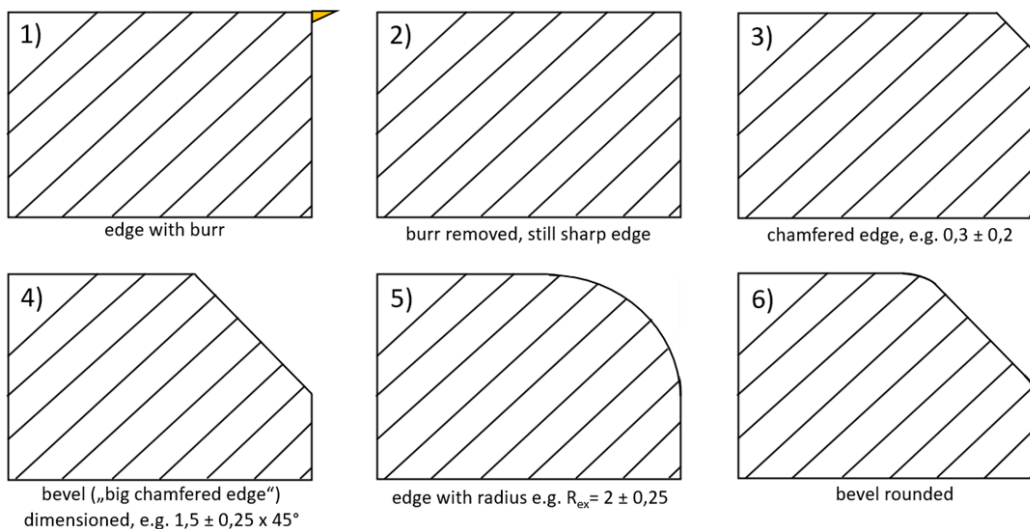 1)
2)
3)
edge with burr
burr removed, still sharp edge
chamfered edge, e.g. 0,3 ± 0,2
4)
5)
6)
bevel („big chamfered edge“)
dimensioned, e.g. 1,5 ± 0,25 x 45°
edge with radius e.g. Rex= 2 ± 0,25
bevel rounded